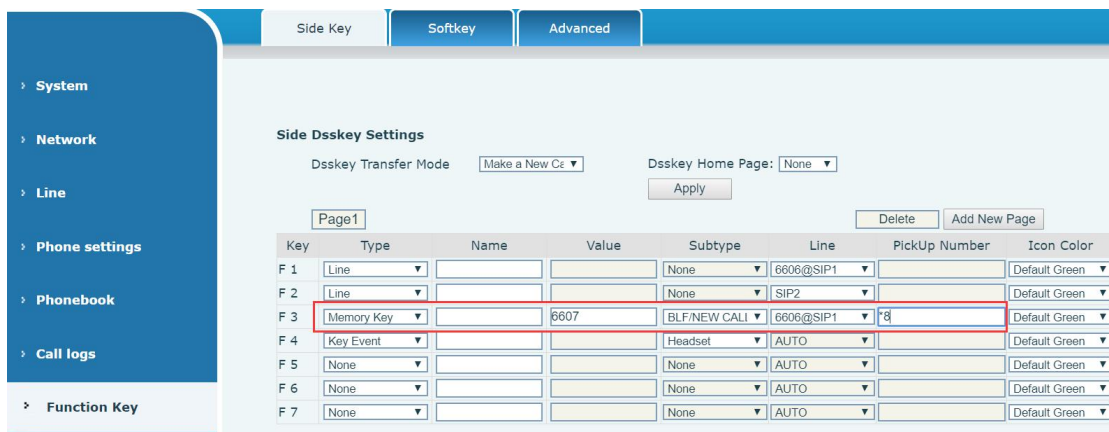 Side Key Softkey Advanced
› System
› Network
› Line
› Phone settings
› Phonebook
› Call logs
› Function Key
Side Dsskey Settings
Dsskey Transfer Mode Make a New Ca ▼ Dsskey Home Page: None ▼
Apply
Page1 Delete Add New Page
Key Type Name Value Subtype Line PickUp Number Icon Color
F 1 Line ▼ None ▼ 6606@SIP1 ▼ Default Green ▼
F 2 Line ▼ None ▼ SIP2 ▼ Default Green ▼
F 3 Memory Key ▼ 6607 BLF/NEW CALL ▼ 6606@SIP1 ▼ *8 Default Green ▼
F 4 Key Event ▼ Headset ▼ AUTO ▼ Default Green ▼
F 5 None ▼ None ▼ AUTO ▼ Default Green ▼
F 6 None ▼ None ▼ AUTO ▼ Default Green ▼
F 7 None ▼ None ▼ AUTO ▼ Default Green ▼